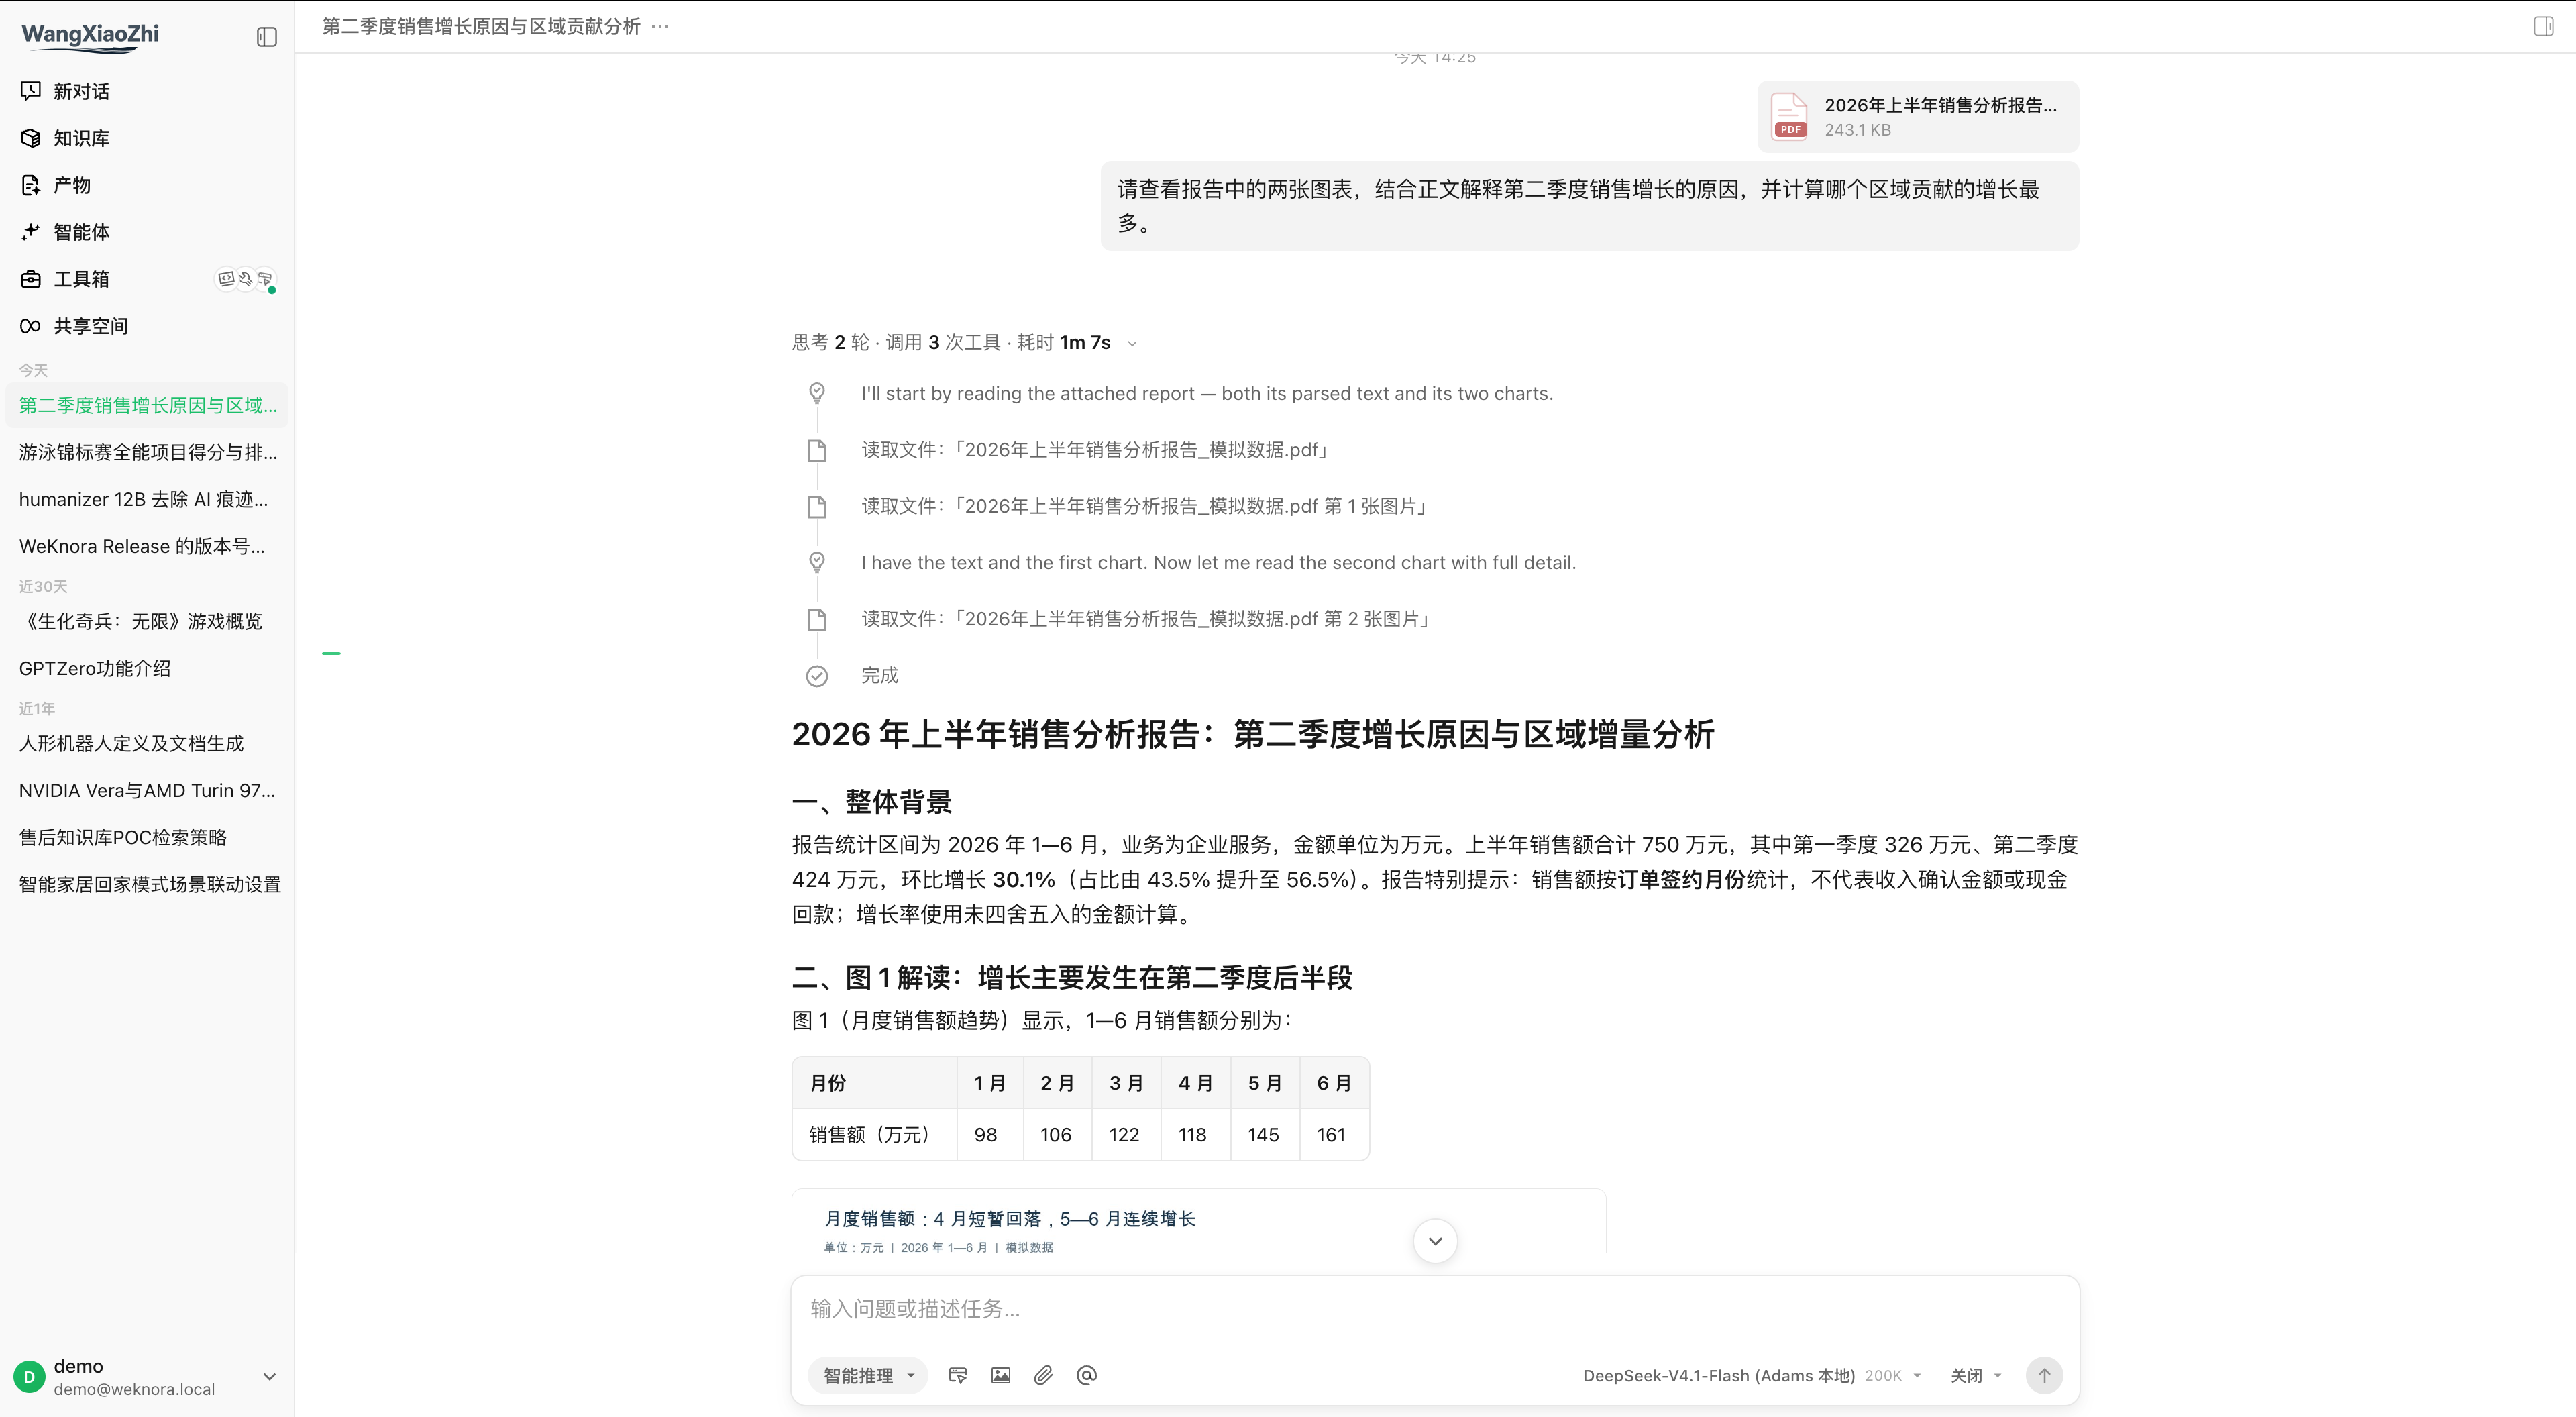 WangXiaoZhi
新对话
知识库
产物
智能体
工具箱
共享空间
今天
第二季度销售增长原因与区域...
游泳锦标赛全能项目得分与排...
humanizer 12B 去除 AI 痕迹...
WeKnora Release 的版本号...
近30天
《生化奇兵：无限》游戏概览
GPTZero功能介绍
近1年
人形机器人定义及文档生成
NVIDIA Vera与AMD Turin 97...
售后知识库POC检索策略
智能家居回家模式场景联动设置
D
demo
demo@weknora.local
第二季度销售增长原因与区域贡献分析 ···
今天 14:25
2026年上半年销售分析报告...
PDF
243.1 KB
请查看报告中的两张图表，结合正文解释第二季度销售增长的原因，并计算哪个区域贡献的增长最
多。
思考 2 轮 · 调用 3 次工具 · 耗时 1m 7s
I'll start by reading the attached report — both its parsed text and its two charts.
读取文件：「2026年上半年销售分析报告_模拟数据.pdf」
读取文件：「2026年上半年销售分析报告_模拟数据.pdf 第 1 张图片」
I have the text and the first chart. Now let me read the second chart with full detail.
读取文件：「2026年上半年销售分析报告_模拟数据.pdf 第 2 张图片」
完成
2026 年上半年销售分析报告：第二季度增长原因与区域增量分析
一、整体背景
报告统计区间为 2026 年 1—6 月，业务为企业服务，金额单位为万元。上半年销售额合计 750 万元，其中第一季度 326 万元、第二季度
424 万元，环比增长 30.1%（占比由 43.5% 提升至 56.5%）。报告特别提示：销售额按订单签约月份统计，不代表收入确认金额或现金
回款；增长率使用未四舍五入的金额计算。
二、图 1 解读：增长主要发生在第二季度后半段
图 1（月度销售额趋势）显示，1—6 月销售额分别为：
月份 1 月 2 月 3 月 4 月 5 月 6 月
销售额（万元） 98 106 122 118 145 161
月度销售额：4 月短暂回落，5—6 月连续增长
单位：万元 | 2026 年 1—6 月 | 模拟数据
输入问题或描述任务...
智能推理
DeepSeek-V4.1-Flash (Adams 本地) 200K
关闭